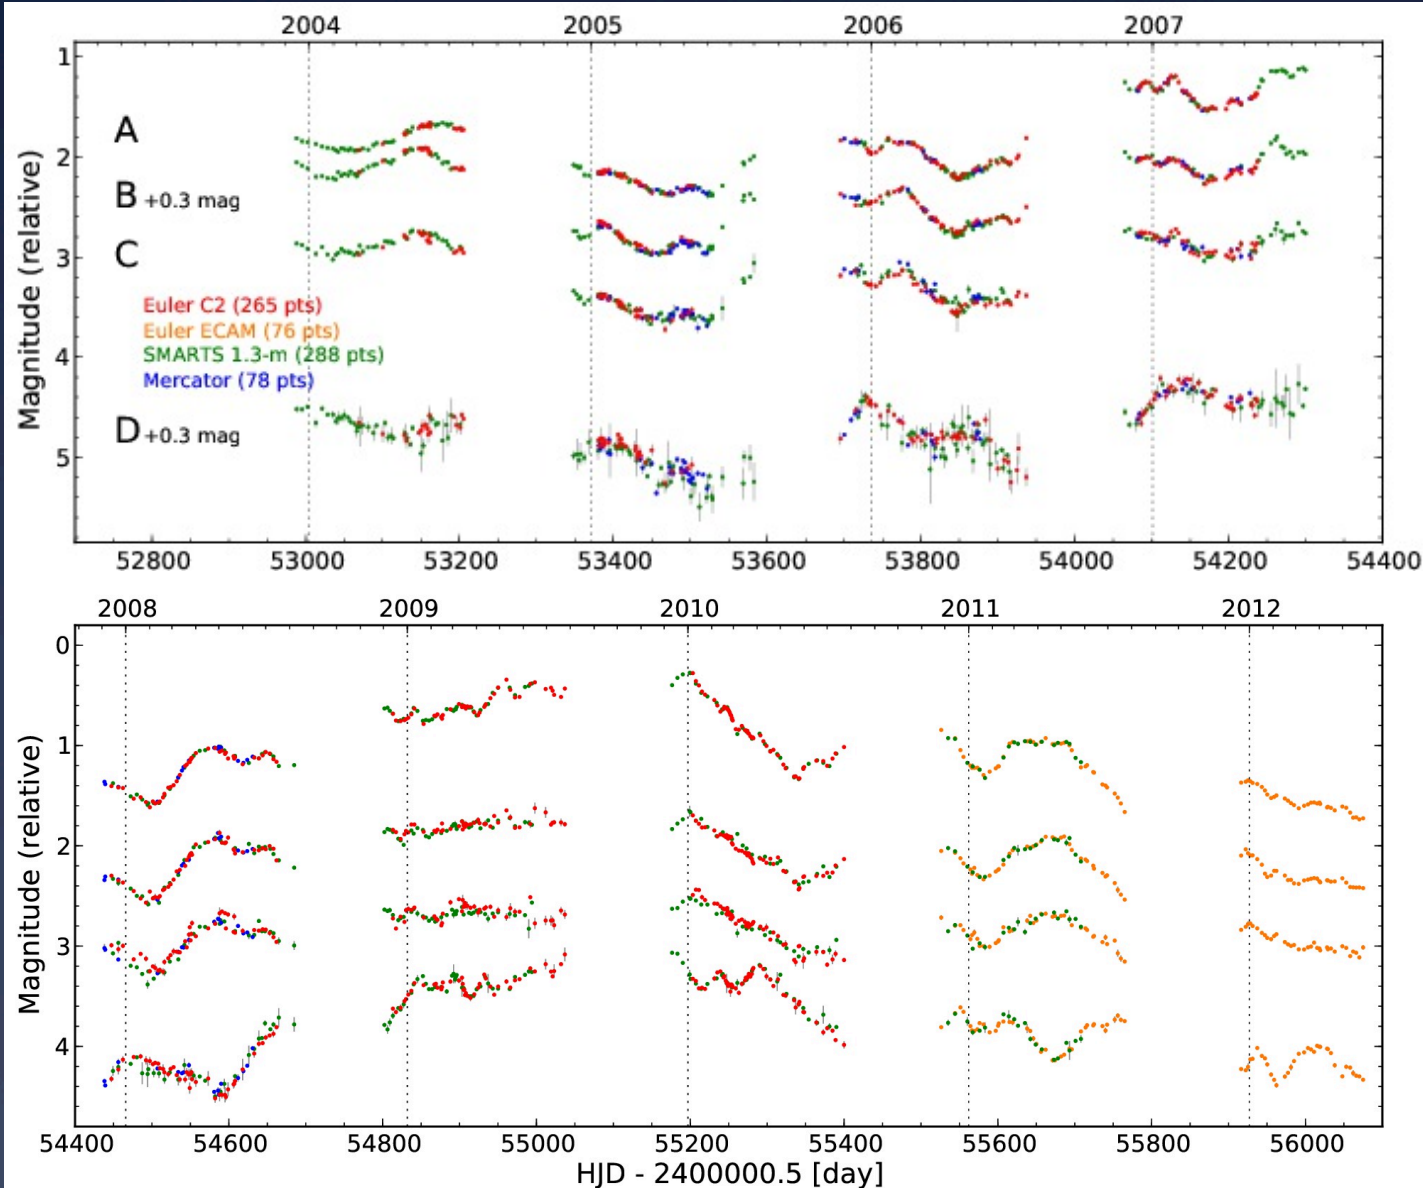 2004 2005 2006 2007
1
A
2
B +0.3 mag
C
3
Euler C2 (265 pts)
Euler ECAM (76 pts)
SMARTS 1.3-m (288 pts)
4
Mercator (78 pts)
D +0.3 mag
5
Magnitude (relative)
52800 53000 53200 53400 53600 53800 54000 54200 54400
2008 2009 2010 2011 2012
0
1
2
3
4
Magnitude (relative)
54400 54600 54800 55000 55200 55400 55600 55800 56000
HJD - 2400000.5 [day]